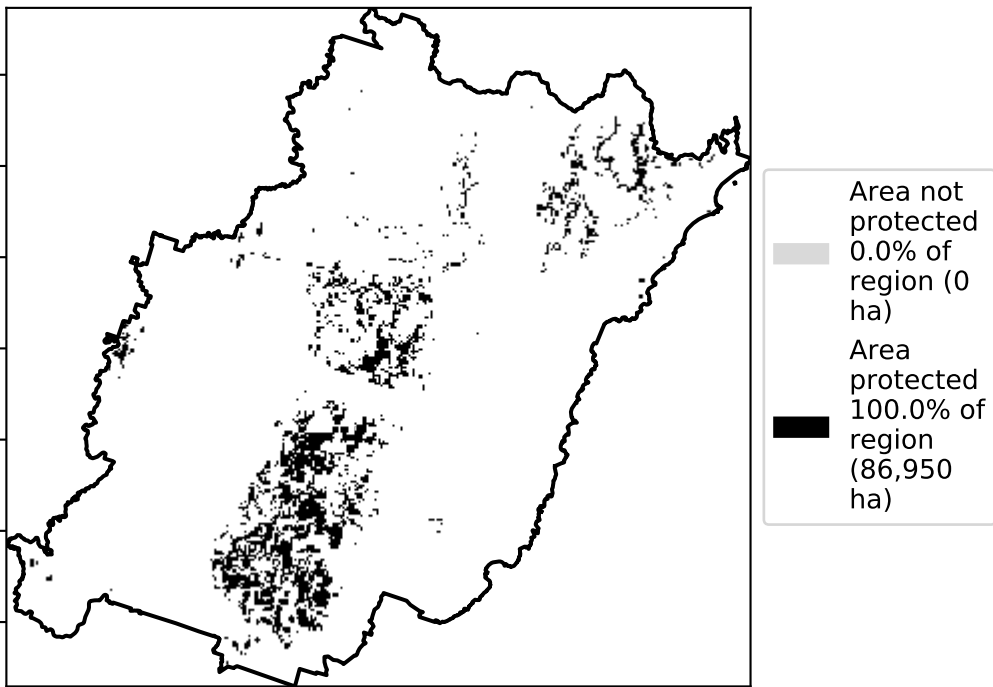 Area not
protected
0.0% of
region (0
ha)
Area
protected
100.0% of
region
(86,950
ha)